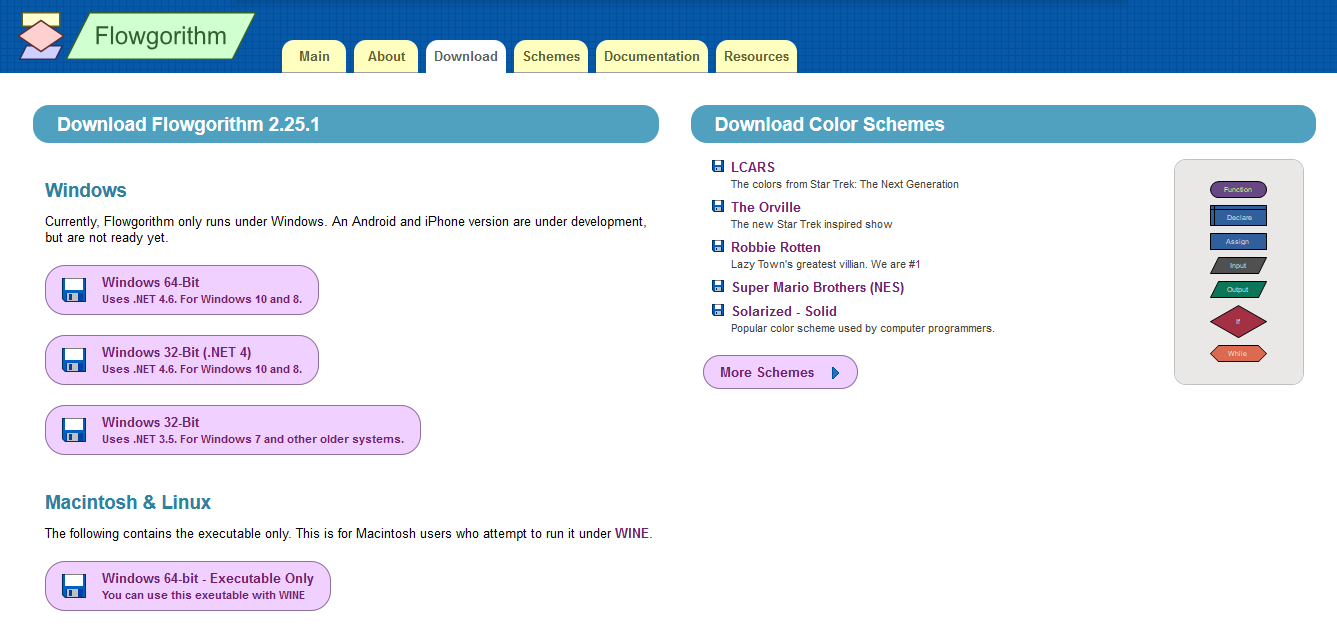 Flowgorithm
Main
About
Download
Schemes
Documentation
Resources
Download Flowgorithm 2.25.1
Windows
Currently, Flowgorithm only runs under Windows. An Android and iPhone version are under development,
but are not ready yet.
Windows 64-Bit
Uses .NET 4.6. For Windows 10 and 8.
Windows 32-Bit (.NET 4)
Uses .NET 4.6. For Windows 10 and 8.
Windows 32-Bit
Uses .NET 3.5. For Windows 7 and other older systems.
Macintosh & Linux
The following contains the executable only. This is for Macintosh users who attempt to run it under WINE.
Windows 64-bit - Executable Only
You can use this exeutable with WINE
Download Color Schemes
LCARS
The colors from Star Trek: The Next Generation
The Orville
The new Star Trek inspired show
Robbie Rotten
Lazy Town's greatest villian. We are #1
Super Mario Brothers (NES)
Solarized - Solid
Popular color scheme used by computer programmers.
More Schemes
Function
Declare
Assign
Input
Output
If
While